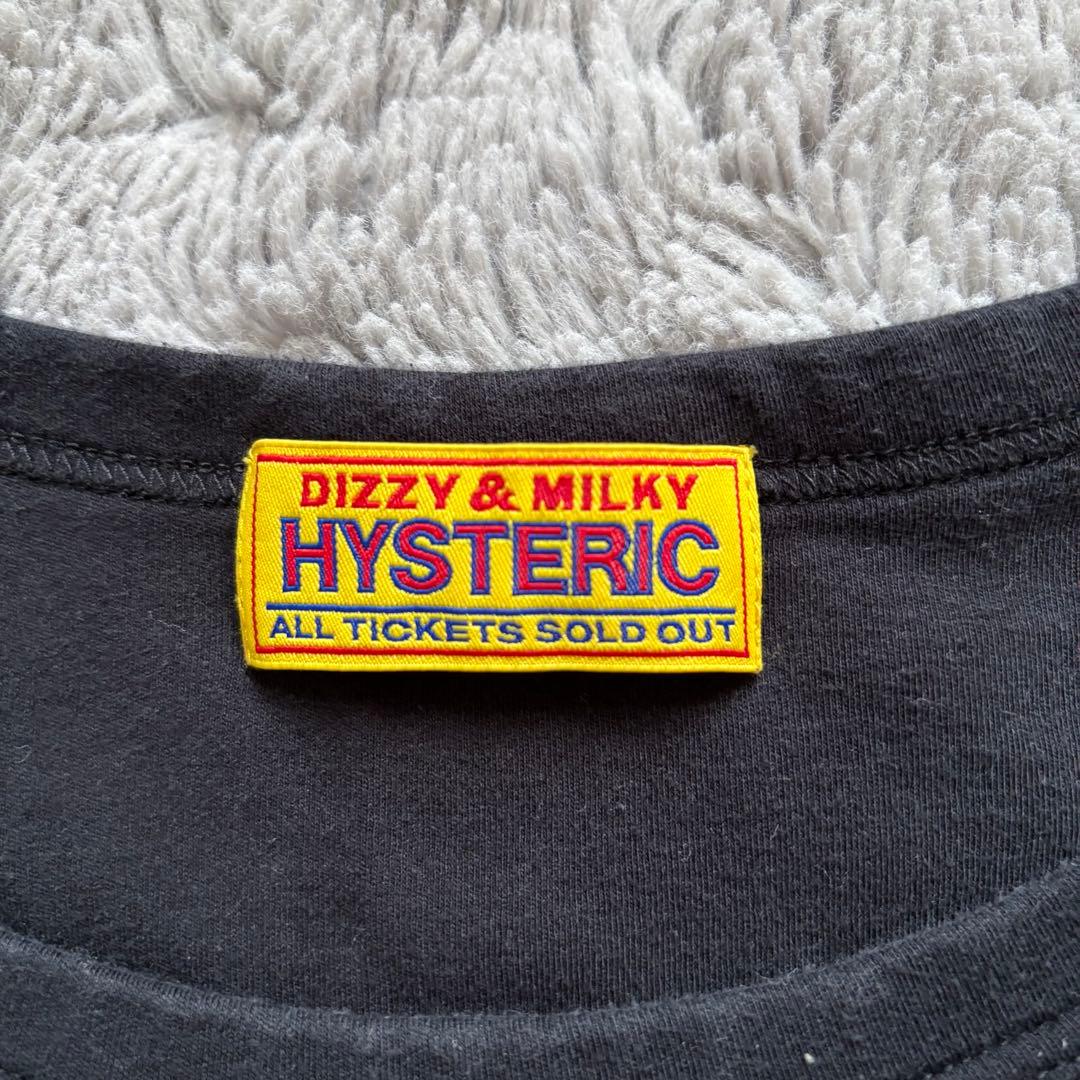 DIZZY & MILKY
HYSTERIC
ALL TICKETS SOLD OUT